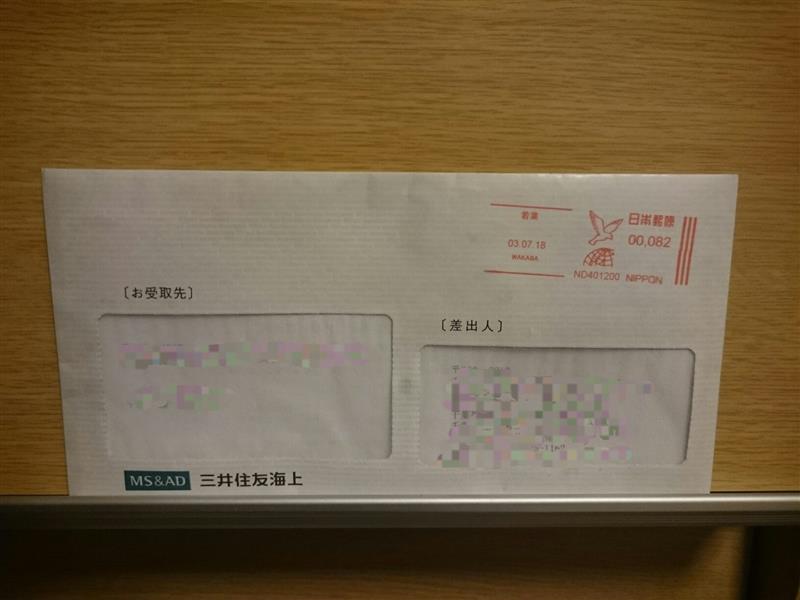 若葉
03.07.18
WAKABA
日本郵便
00,082
ND401200 NIPPON
〔お受取先〕
〔差出人〕
MS&AD 三井住友海上